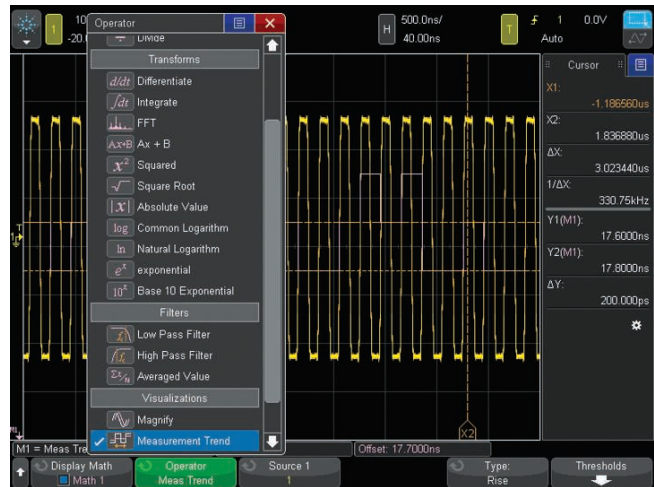 1
10
-20.
Operator
H
500.0ns/
40.00ns
T
1
0.0V
Auto
Divide
Transforms
d/dt Differentiate
∫dt Integrate
FFT
Ax+B Ax + B
x² Squared
√ Square Root
|x| Absolute Value
log Common Logarithm
ln Natural Logarithm
eˣ exponential
10ˣ Base 10 Exponential
Filters
Low Pass Filter
High Pass Filter
Averaged Value
Visualizations
Magnify
Measurement Trend
Cursor
X1:
-1.186560us
X2:
1.836880us
ΔX:
3.023440us
1/ΔX:
330.75kHz
Y1(M1):
17.6000ns
Y2(M1):
17.8000ns
ΔY:
200.000ps
T
1
X2
M1
M1 = Meas Tre
Offset: 17.7000ns
Display Math
Math 1
Operator
Meas Trend
Source 1
1
Type:
Rise
Thresholds